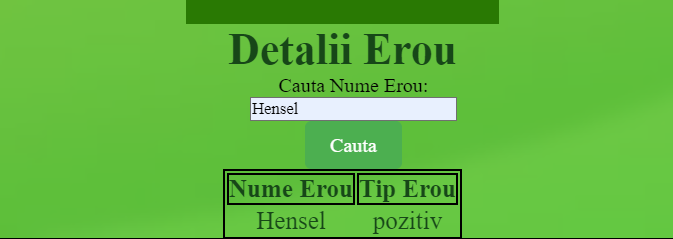 Detalii Erou
Cauta Nume Erou:
Hensel
Cauta
Nume Erou Tip Erou
Hensel pozitiv